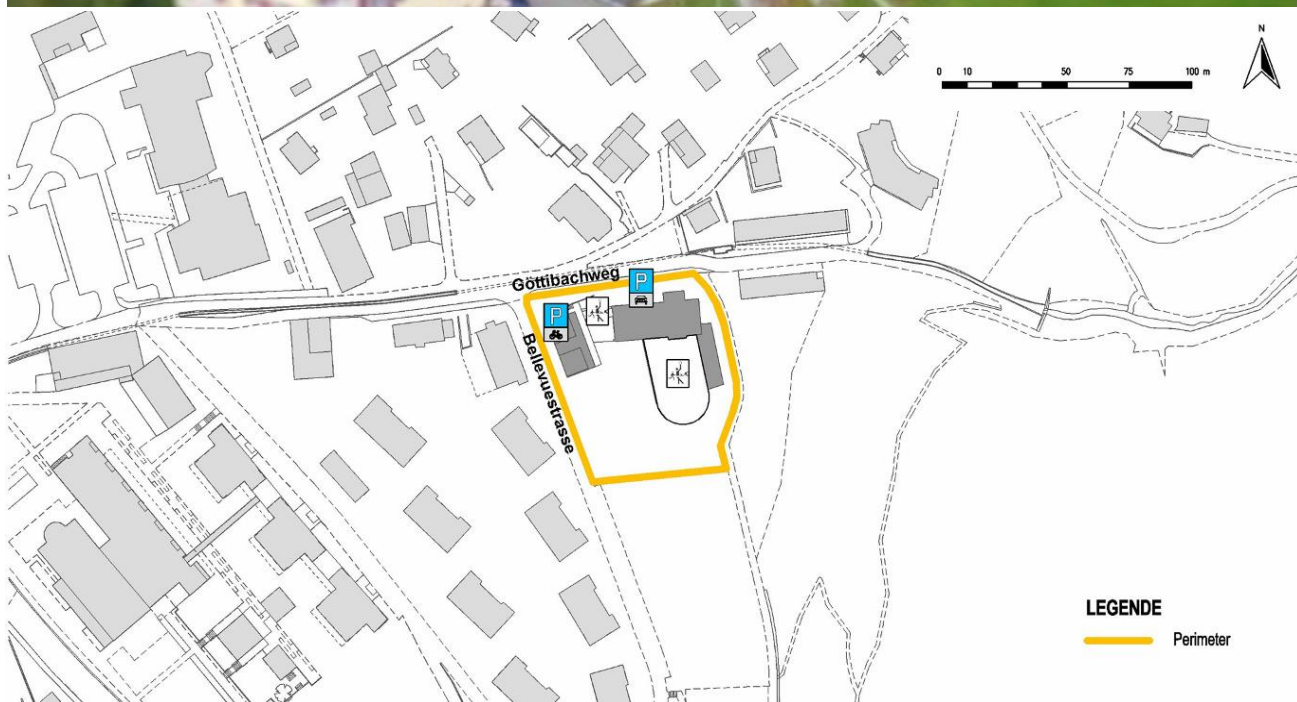 N
0 10 50 75 100 m
Göttibachweg
P
P
Bellevuestrasse
LEGENDE
Perimeter